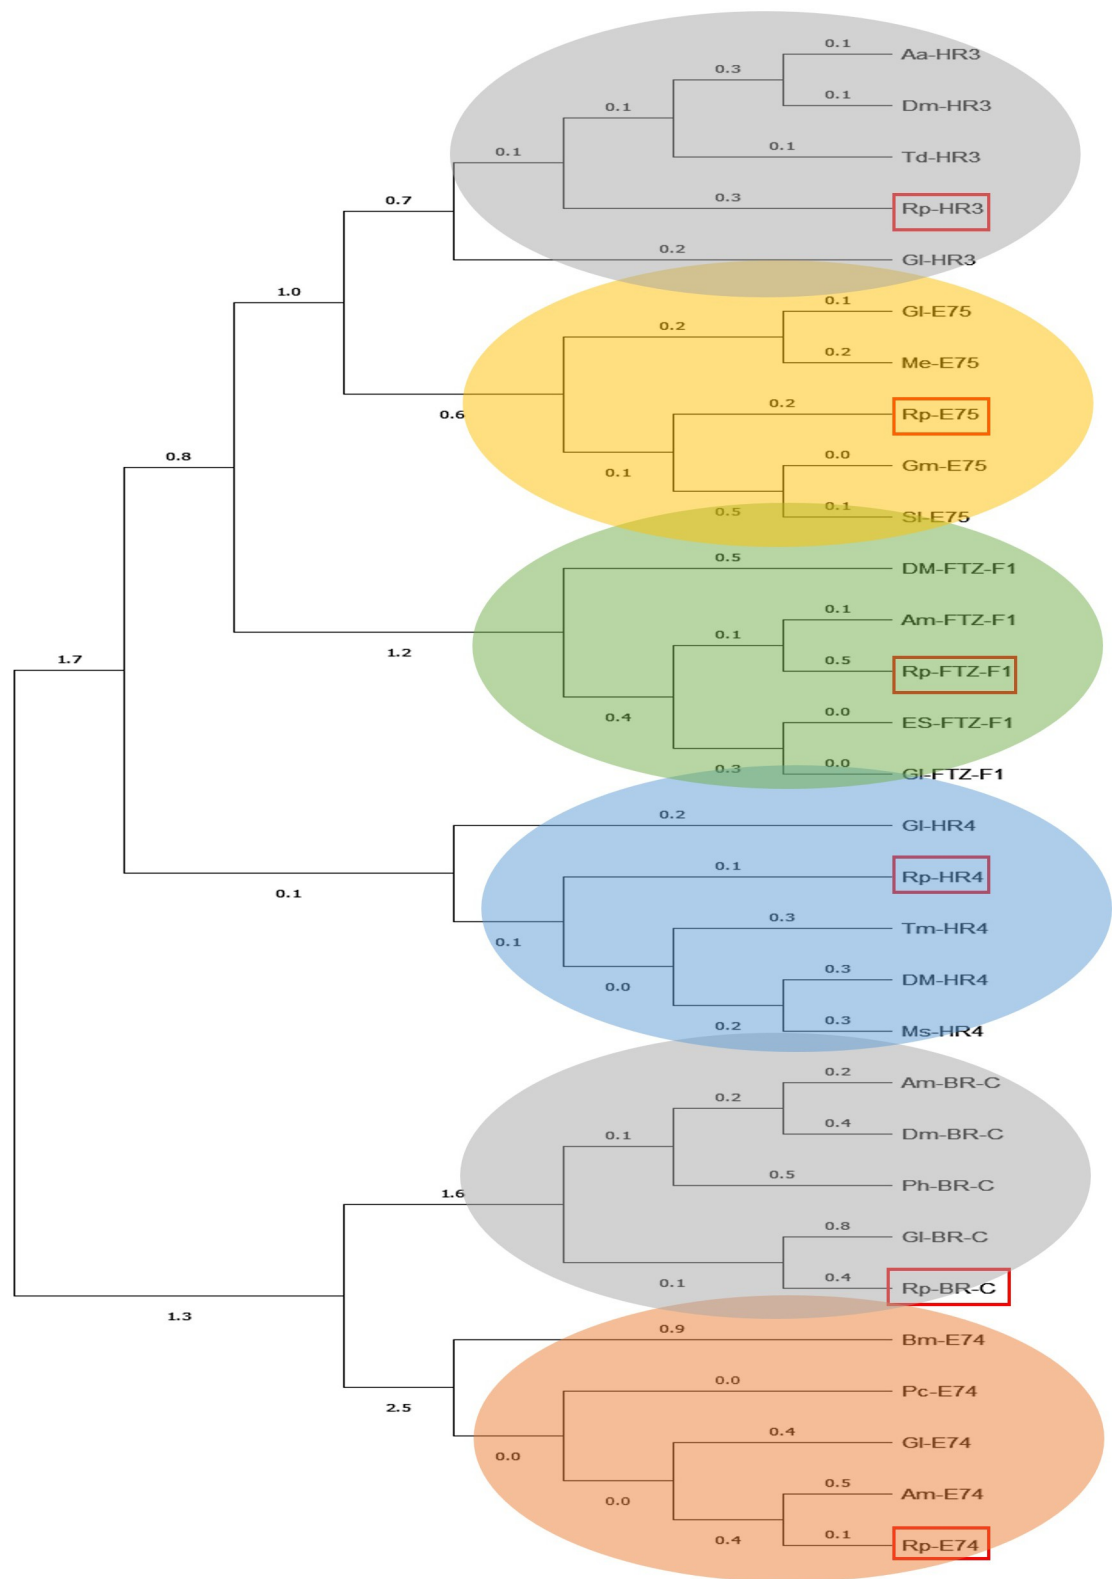 0.1
Aa-HR3
0.3
0.1
Dm-HR3
0.1
0.1
Td-HR3
0.1
0.7
0.3
Rp-HR3
0.2
Gl-HR3
1.0
0.1
Gl-E75
0.2
0.2
Me-E75
0.6
0.2
Rp-E75
0.8
0.0
Gm-E75
0.1
0.5
0.1
Sl-E75
0.5
DM-FTZ-F1
0.1
Am-FTZ-F1
0.1
1.2
0.5
Rp-FTZ-F1
1.7
0.4
0.0
ES-FTZ-F1
0.3
0.0
Gl-FTZ-F1
0.2
Gl-HR4
0.1
Rp-HR4
0.1
0.1
0.3
Tm-HR4
0.0
0.3
DM-HR4
0.2
0.3
Ms-HR4
0.2
Am-BR-C
0.2
0.4
Dm-BR-C
0.1
0.5
Ph-BR-C
1.6
0.8
Gl-BR-C
0.1
0.4
Rp-BR-C
1.3
0.9
Bm-E74
2.5
0.0
Pc-E74
0.0
0.4
Gl-E74
0.0
0.5
Am-E74
0.4
0.1
Rp-E74